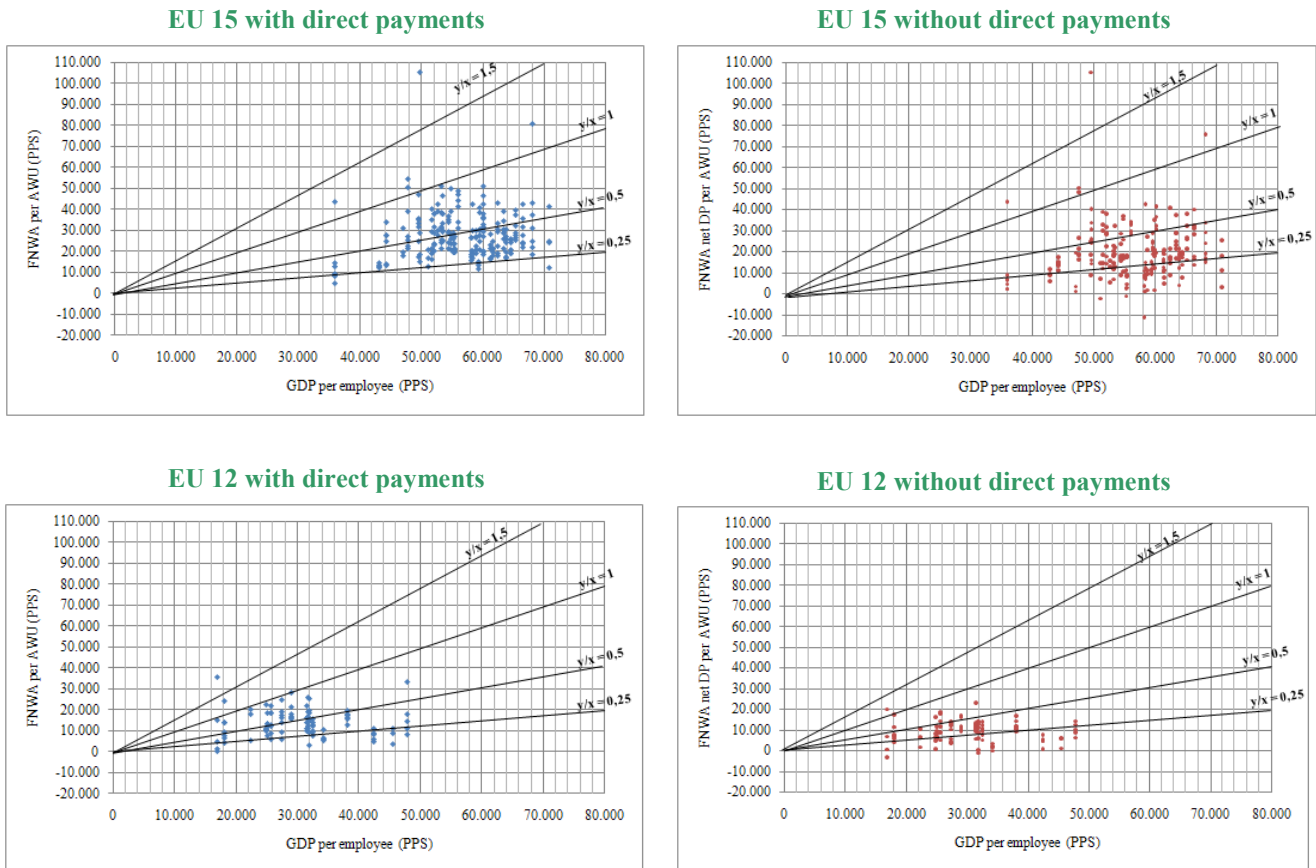 EU 15 with direct payments
110.000
100.000
90.000
80.000
70.000
60.000
50.000
40.000
30.000
20.000
10.000
0
-10.000
-20.000
FNWA per AWU (PPS)
y/x = 1,5
y/x = 1
y/x = 0,5
y/x = 0,25
0 10.000 20.000 30.000 40.000 50.000 60.000 70.000 80.000
GDP per employee (PPS)
EU 15 without direct payments
110.000
100.000
90.000
80.000
70.000
60.000
50.000
40.000
30.000
20.000
10.000
0
-10.000
-20.000
FNWA net DP per AWU (PPS)
y/x = 1,5
y/x = 1
y/x = 0,5
y/x = 0,25
0 10.000 20.000 30.000 40.000 50.000 60.000 70.000 80.000
GDP per employee (PPS)
EU 12 with direct payments
110.000
100.000
90.000
80.000
70.000
60.000
50.000
40.000
30.000
20.000
10.000
0
-10.000
-20.000
FNWA per AWU (PPS)
y/x = 1,5
y/x = 1
y/x = 0,5
y/x = 0,25
0 10.000 20.000 30.000 40.000 50.000 60.000 70.000 80.000
GDP per employee (PPS)
EU 12 without direct payments
110.000
100.000
90.000
80.000
70.000
60.000
50.000
40.000
30.000
20.000
10.000
0
-10.000
-20.000
FNWA net DP per AWU (PPS)
y/x = 1,5
y/x = 1
y/x = 0,5
y/x = 0,25
0 10.000 20.000 30.000 40.000 50.000 60.000 70.000 80.000
GDP per employee (PPS)